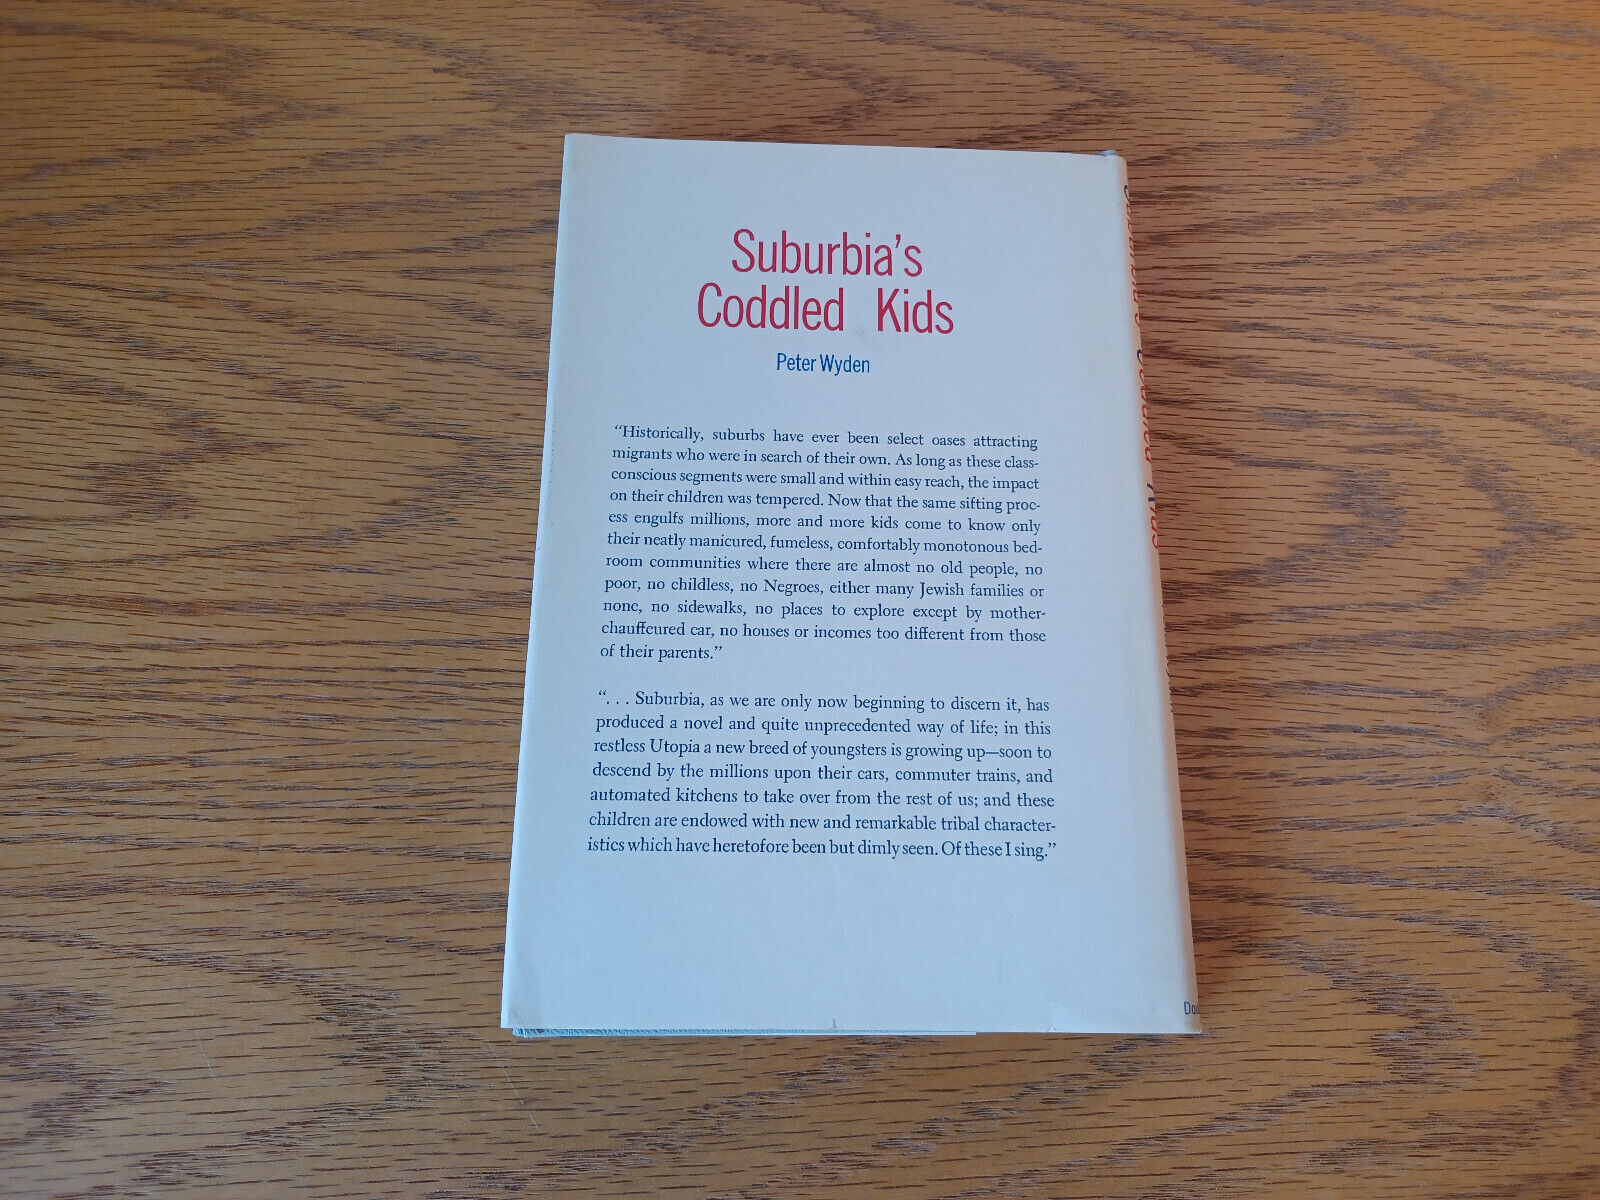 Suburbia's
Coddled Kids
Peter Wyden
“Historically, suburbs have ever been select oases attracting
migrants who were in search of their own. As long as these class-
conscious segments were small and within easy reach, the impact
on their children was tempered. Now that the same sifting proc-
ess engulfs millions, more and more kids come to know only
their neatly manicured, fumeless, comfortably monotonous bed-
room communities where there are almost no old people, no
poor, no childless, no Negroes, either many Jewish families or
none, no sidewalks, no places to explore except by mother-
chauffeured car, no houses or incomes too different from those
of their parents.”
“. . . Suburbia, as we are only now beginning to discern it, has
produced a novel and quite unprecedented way of life; in this
restless Utopia a new breed of youngsters is growing up—soon to
descend by the millions upon their cars, commuter trains, and
automated kitchens to take over from the rest of us; and these
children are endowed with new and remarkable tribal character-
istics which have heretofore been but dimly seen. Of these I sing.”